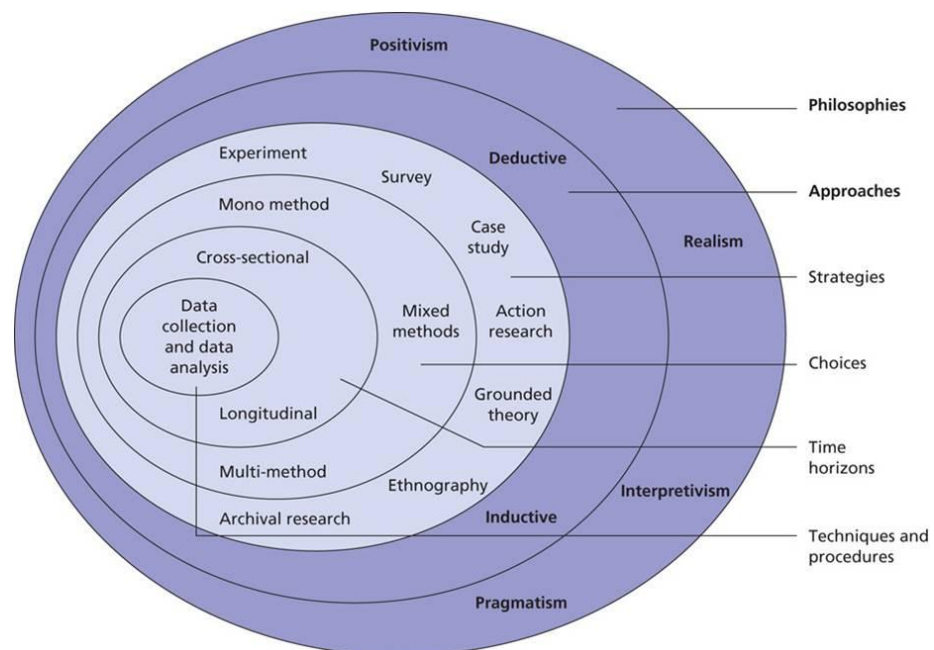 Positivism
Philosophies
Experiment
Deductive
Survey
Approaches
Mono method
Case
study
Realism
Cross-sectional
Strategies
Data
collection
and data
analysis
Mixed
methods
Action
research
Choices
Grounded
theory
Longitudinal
Time
horizons
Multi-method
Ethnography
Interpretivism
Archival research
Inductive
Techniques and
procedures
Pragmatism